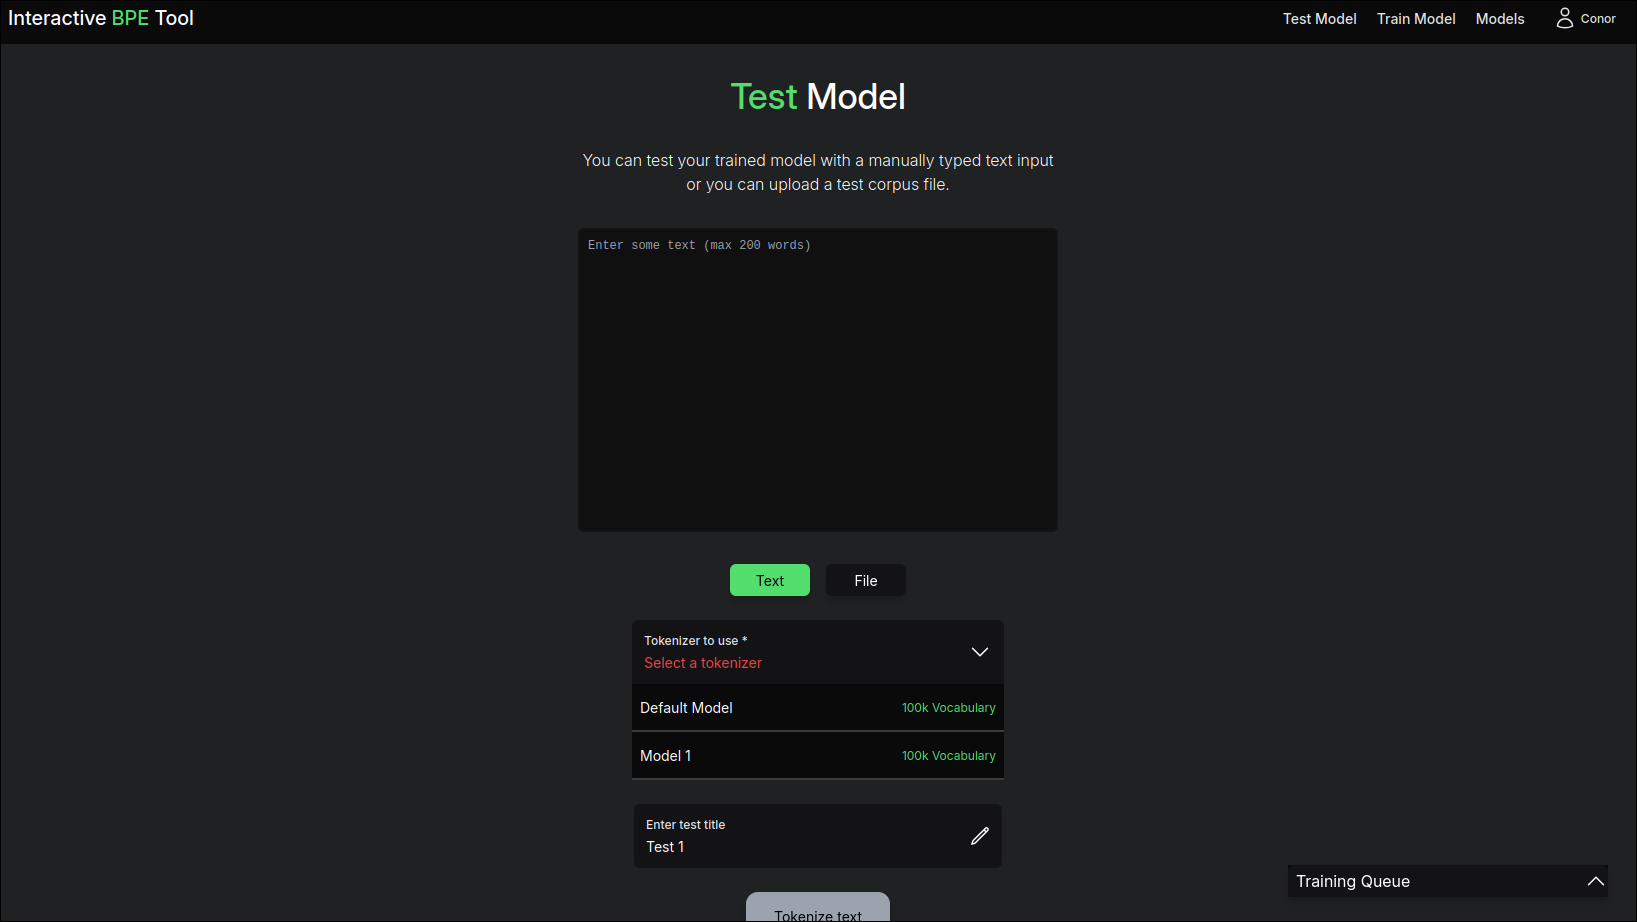 Interactive BPE Tool
Test Model
Train Model
Models
Conor
Test Model
You can test your trained model with a manually typed text input
or you can upload a test corpus file.
Enter some text (max 200 words)
Text
File
Tokenizer to use *
Select a tokenizer
Default Model
100k Vocabulary
Model 1
100k Vocabulary
Enter test title
Test 1
Tokenize text
Training Queue